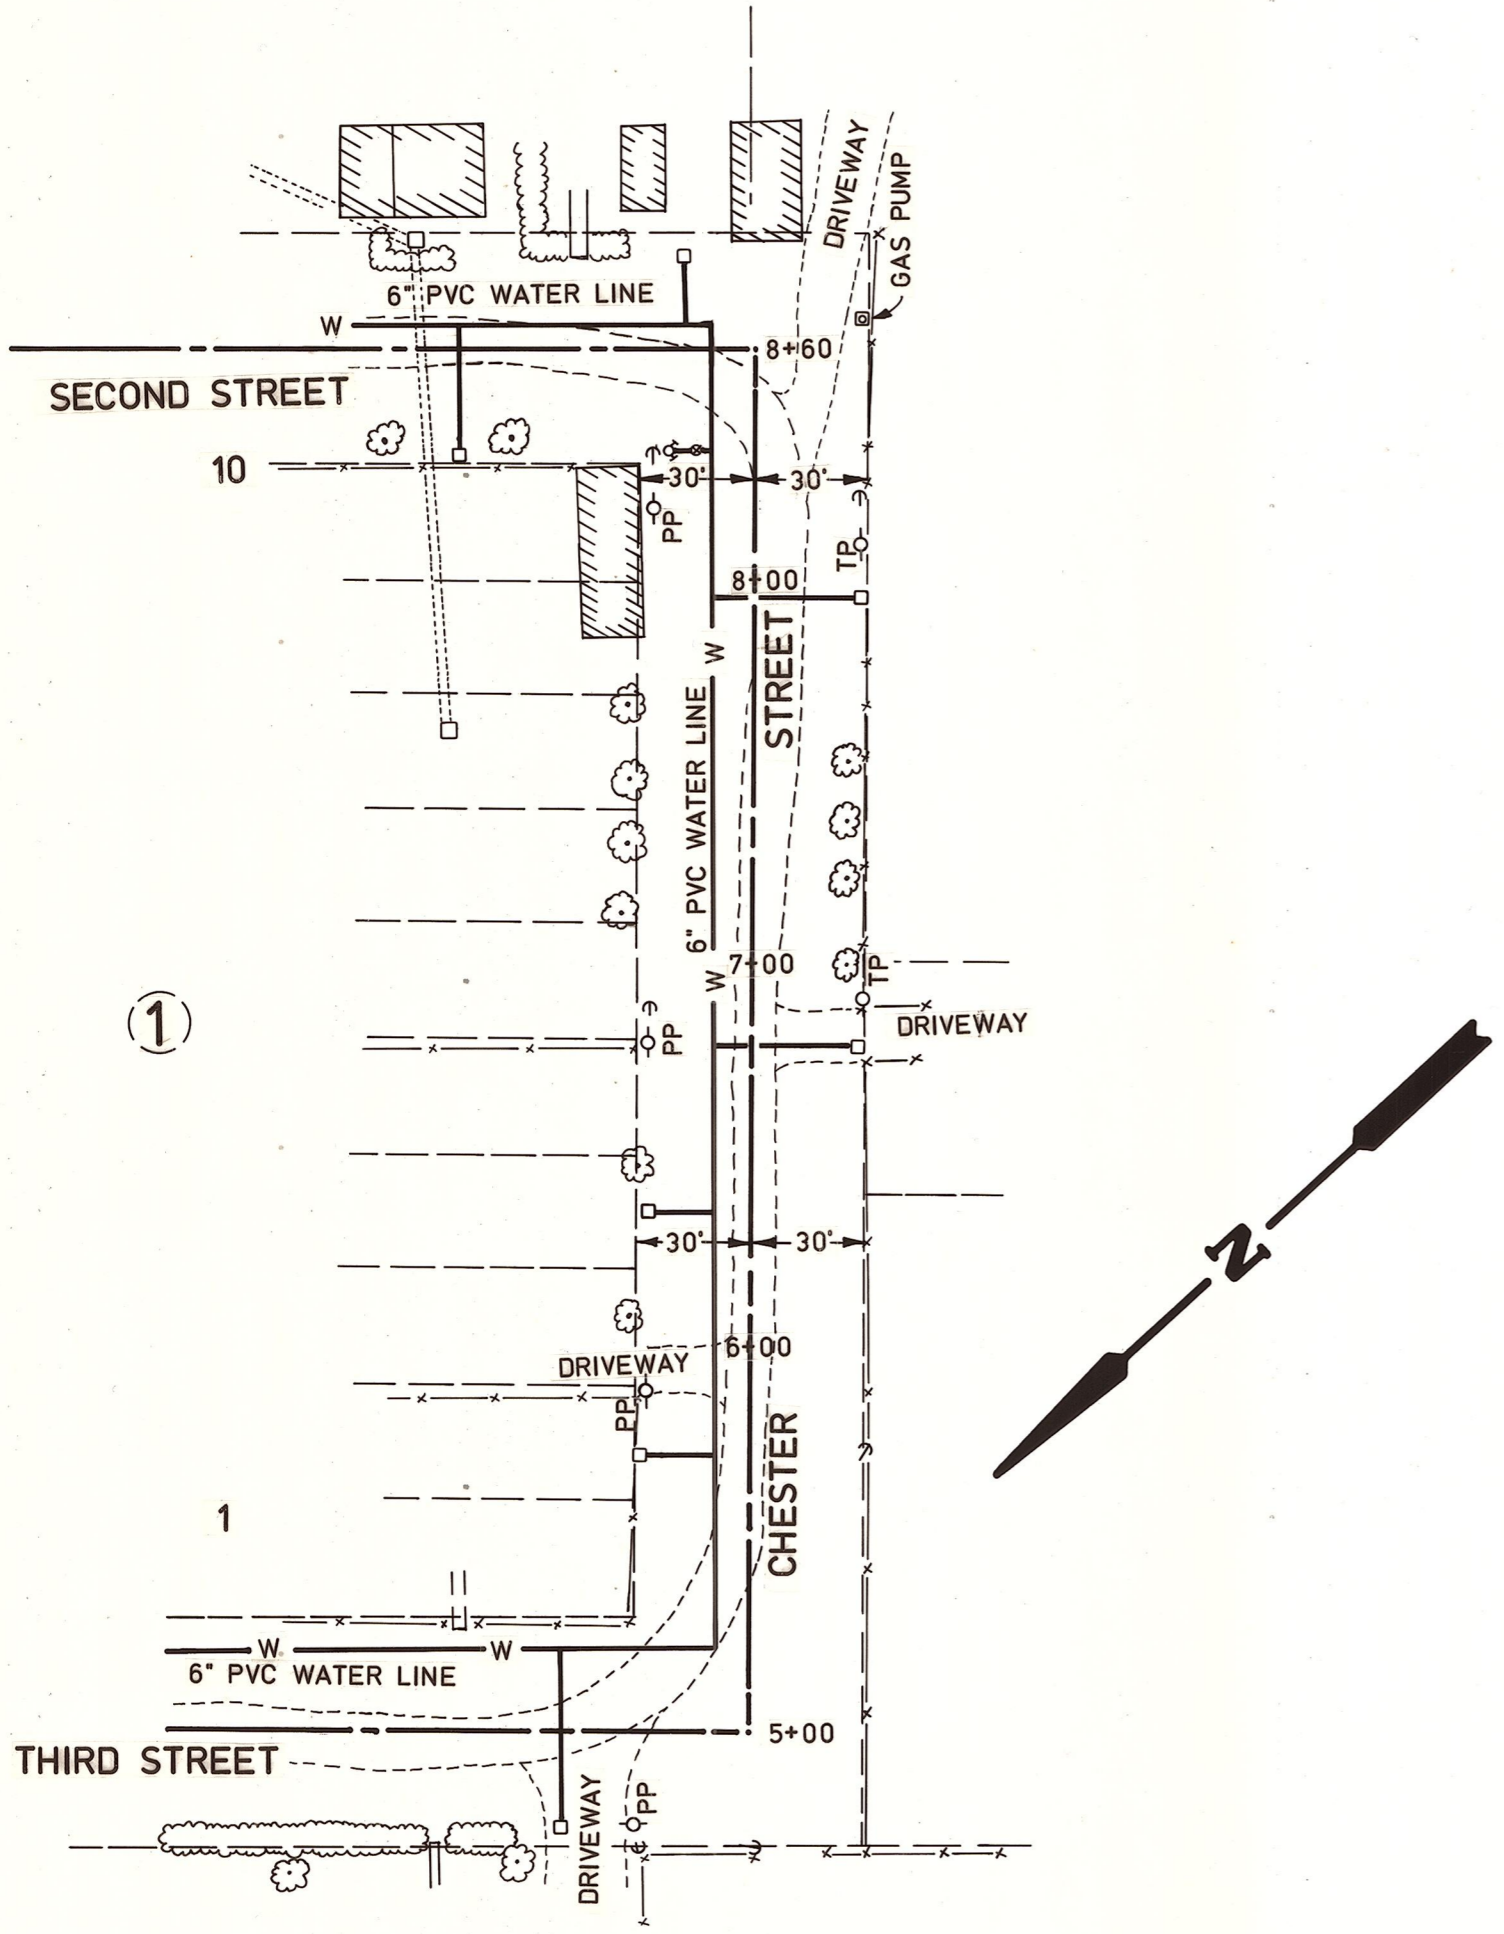 DRIVEWAY
GAS PUMP
6" PVC WATER LINE
W
8+60
SECOND STREET
10
30'
30'
PP
TP
8+00
STREET
W
6" PVC WATER LINE
7+00
W
TP
1
PP
DRIVEWAY
N
30'
30'
6+00
DRIVEWAY
PP
CHESTER
1
W
W
6" PVC WATER LINE
5+00
THIRD STREET
DRIVEWAY
PP